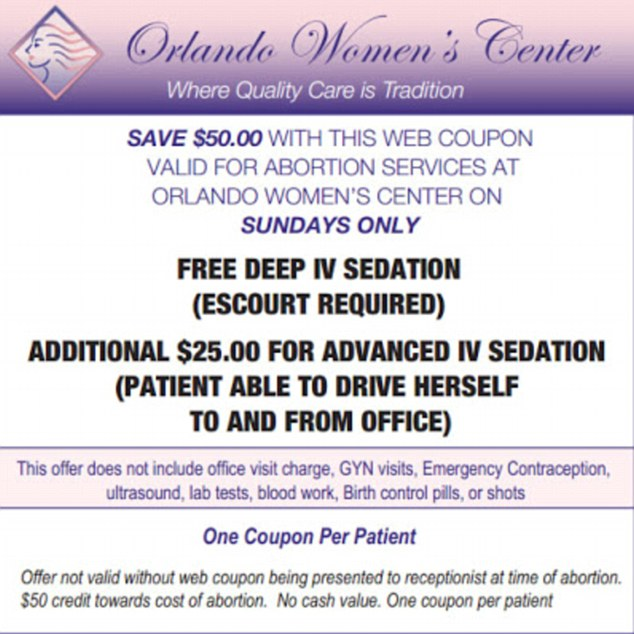 Orlando Women's Center
Where Quality Care is Tradition
SAVE $50.00 WITH THIS WEB COUPON
VALID FOR ABORTION SERVICES AT
ORLANDO WOMEN'S CENTER ON
SUNDAYS ONLY
FREE DEEP IV SEDATION
(ESCOURT REQUIRED)
ADDITIONAL $25.00 FOR ADVANCED IV SEDATION
(PATIENT ABLE TO DRIVE HERSELF
TO AND FROM OFFICE)
This offer does not include office visit charge, GYN visits, Emergency Contraception,
ultrasound, lab tests, blood work, Birth control pills, or shots
One Coupon Per Patient
Offer not valid without web coupon being presented to receptionist at time of abortion.
$50 credit towards cost of abortion.  No cash value. One coupon per patient